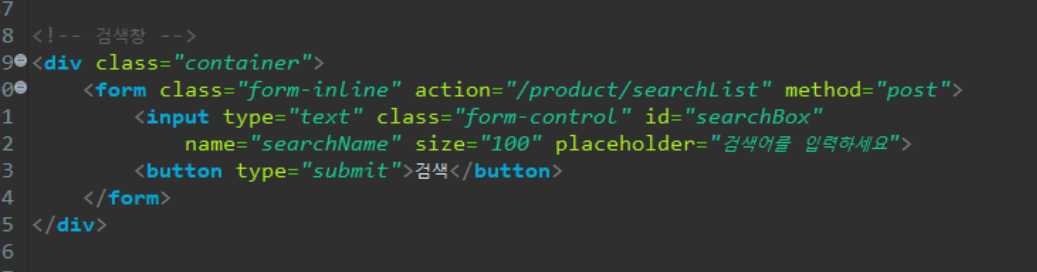 7
8 <!-- 검색창 -->
9 <div class="container">
0 <form class="form-inline" action="/product/searchList" method="post">
1 <input type="text" class="form-control" id="searchBox"
2 name="searchName" size="100" placeholder="검색어를 입력하세요">
3 <button type="submit">검색</button>
4 </form>
5 </div>
6